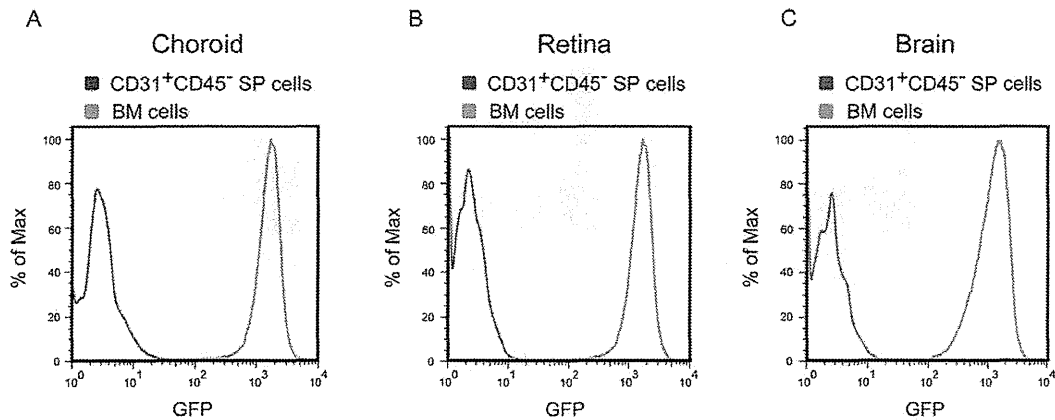 A
Choroid
■ CD31⁺CD45⁻ SP cells
■ BM cells
100
80
60
40
20
0
% of Max
10⁰ 10¹ 10² 10³ 10⁴
GFP
B
Retina
■ CD31⁺CD45⁻ SP cells
■ BM cells
100
80
60
40
20
0
% of Max
10⁰ 10¹ 10² 10³ 10⁴
GFP
C
Brain
■ CD31⁺CD45⁻ SP cells
■ BM cells
100
80
60
40
20
0
% of Max
10⁰ 10¹ 10² 10³ 10⁴
GFP